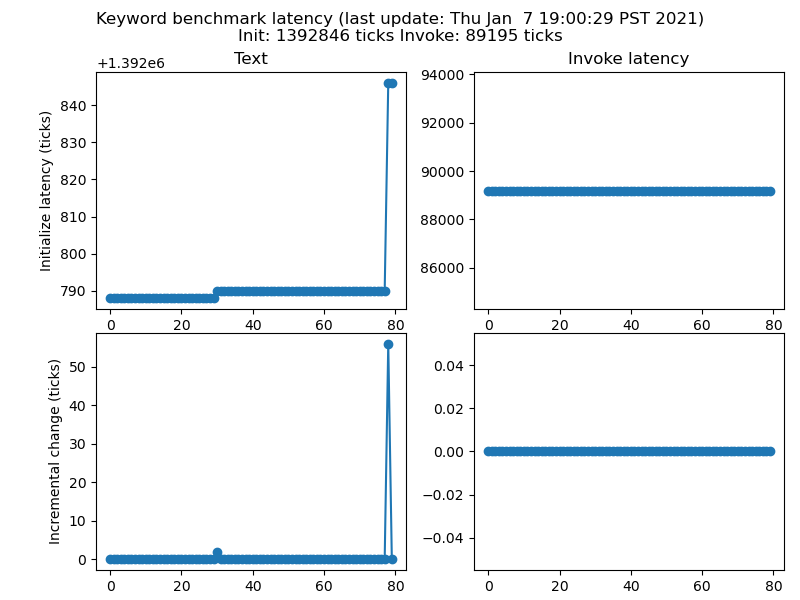 Keyword benchmark latency (last update: Thu Jan  7 19:00:29 PST 2021)
Init: 1392846 ticks Invoke: 89195 ticks
Text
Invoke latency
+1.392e6
Initialize latency (ticks)
840
830
820
810
800
790
0 20 40 60 80
94000
92000
90000
88000
86000
0 20 40 60 80
Incremental change (ticks)
50
40
30
20
10
0
0 20 40 60 80
0.04
0.02
0.00
−0.02
−0.04
0 20 40 60 80